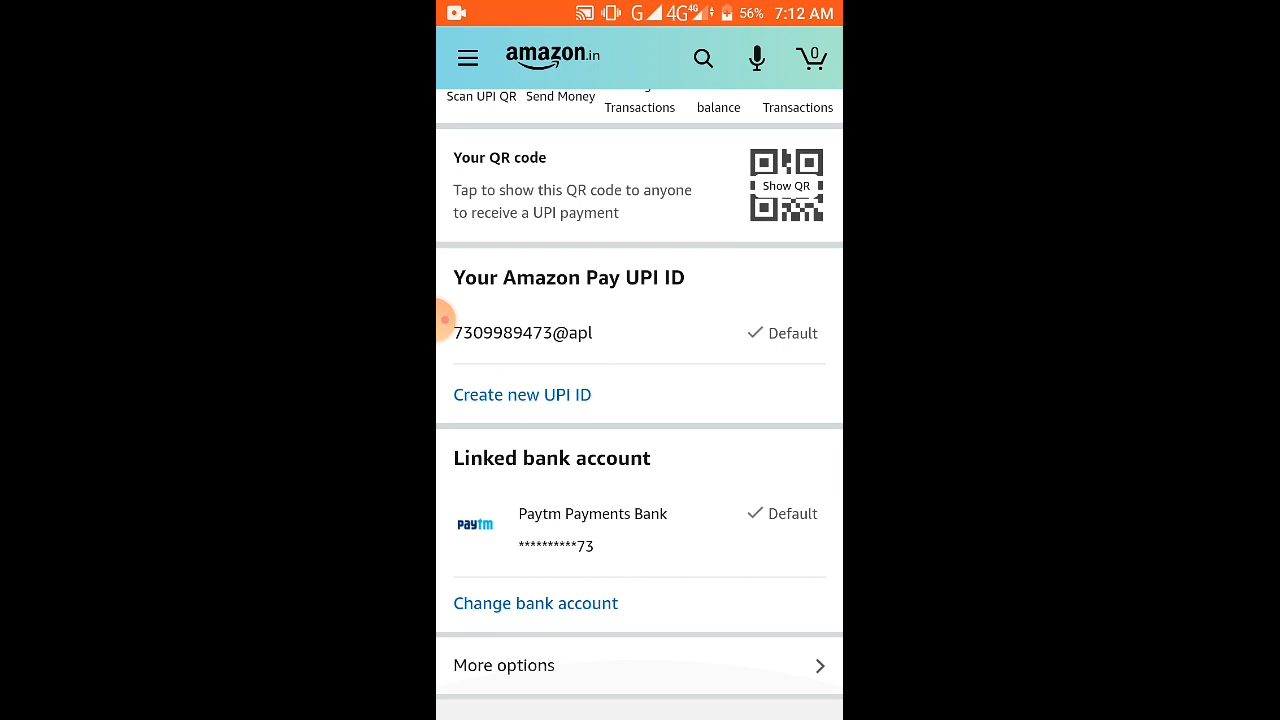 G 4G 4G 56% 7:12 AM
amazon.in
0
Scan UPI QR Send Money
Transactions balance Transactions
Your QR code
Tap to show this QR code to anyone
to receive a UPI payment
Show QR
Your Amazon Pay UPI ID
7309989473@apl Default
Create new UPI ID
Linked bank account
paytm Paytm Payments Bank Default
**********73
Change bank account
More options